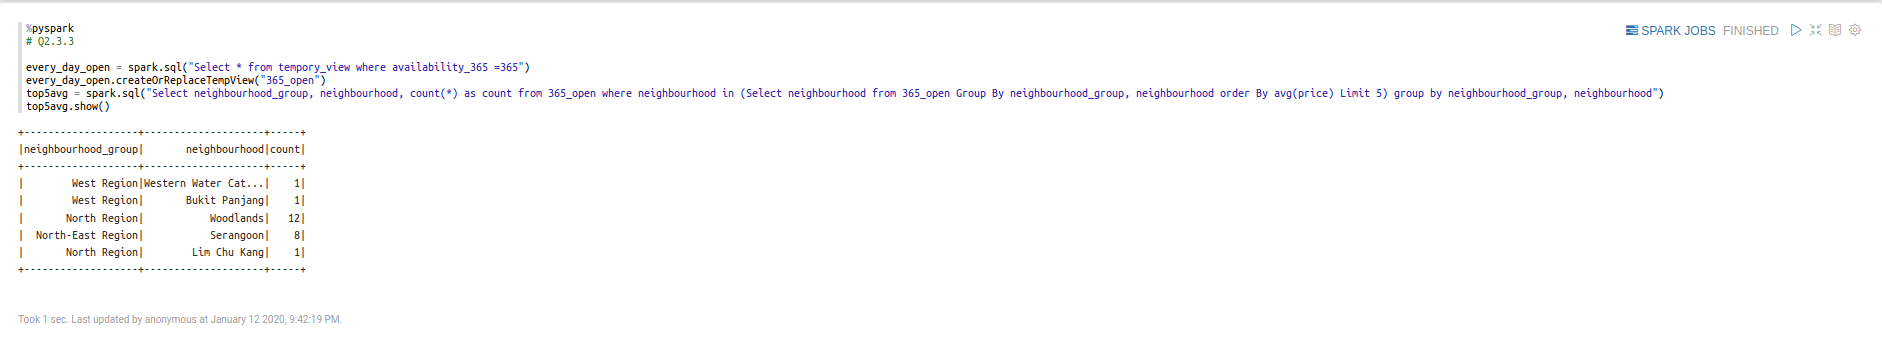 %pyspark
# Q2.3.3
SPARK JOBS FINISHED
every_day_open = spark.sql("Select * from tempory_view where availability_365 =365")
every_day_open.createOrReplaceTempView("365_open")
top5avg = spark.sql("Select neighbourhood_group, neighbourhood, count(*) as count from 365_open where neighbourhood in (Select neighbourhood from 365_open Group By neighbourhood_group, neighbourhood order By avg(price) Limit 5) group by neighbourhood_group, neighbourhood")
top5avg.show()
+-------------------+--------------------+-----+
|neighbourhood_group|       neighbourhood|count|
+-------------------+--------------------+-----+
|        West Region|Western Water Cat...|    1|
|        West Region|       Bukit Panjang|    1|
|       North Region|           Woodlands|   12|
|  North-East Region|           Serangoon|    8|
|       North Region|        Lim Chu Kang|    1|
+-------------------+--------------------+-----+
Took 1 sec. Last updated by anonymous at January 12 2020, 9:42:19 PM.